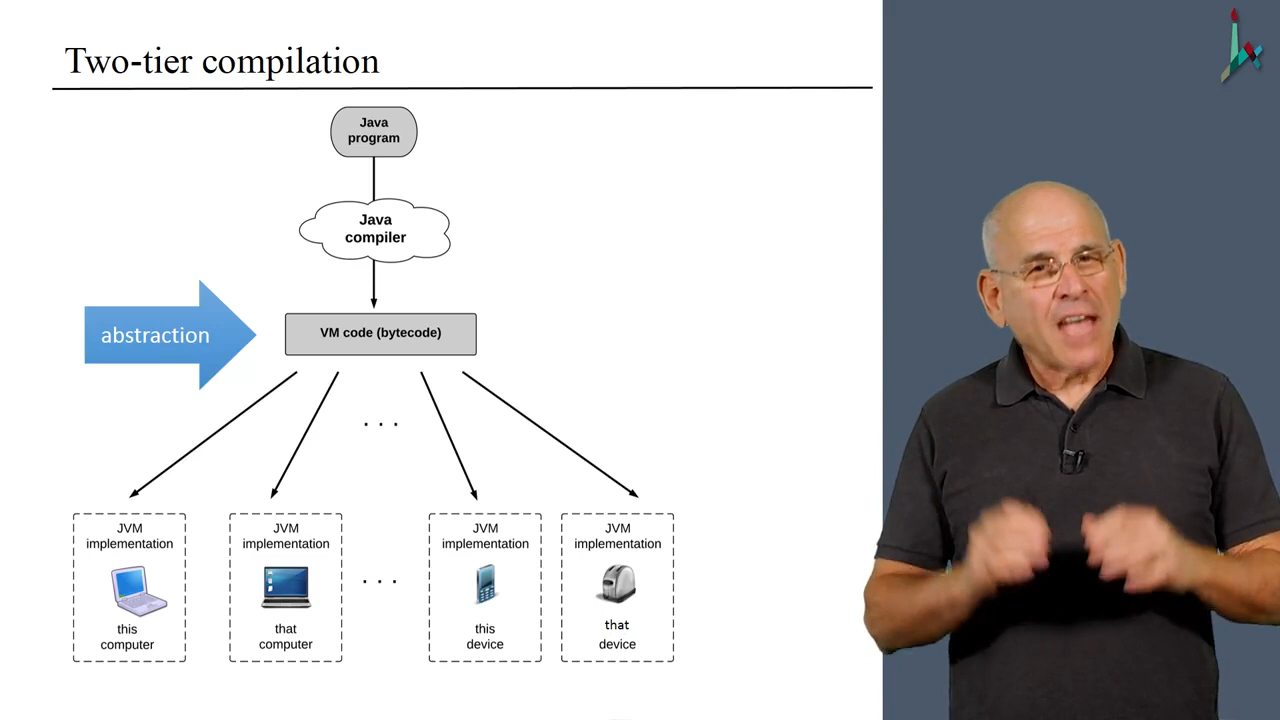 Two-tier compilation
Java
program
Java
compiler
abstraction
VM code (bytecode)
. . .
JVM
implementation
this
computer
JVM
implementation
that
computer
. . .
JVM
implementation
this
device
JVM
implementation
that
device